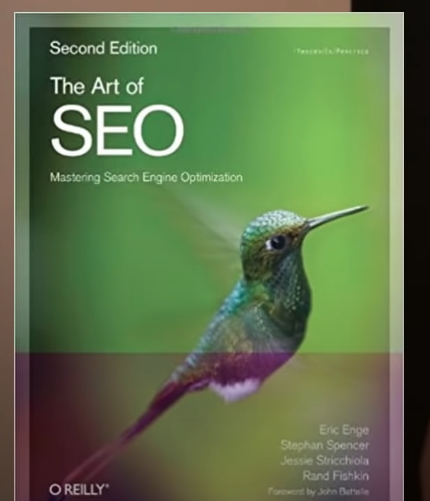 Second Edition
The Art of
SEO
Mastering Search Engine Optimization
Eric Enge
Stephan Spencer
Jessie Stricchiola
Rand Fishkin
Foreword by John Battelle
O REILLY®